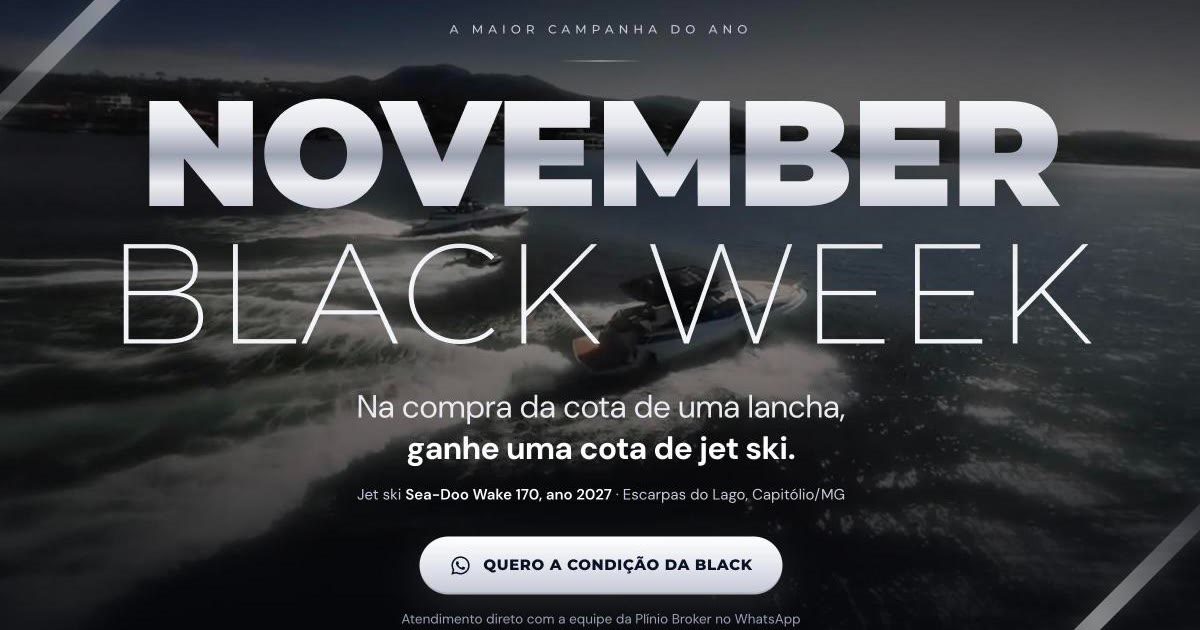 A MAIOR CAMPANHA DO ANO
NOVEMBER
BLACK WEEK
Na compra da cota de uma lancha,
ganhe uma cota de jet ski.
Jet ski Sea-Doo Wake 170, ano 2027 · Escarpas do Lago, Capitólio/MG
QUERO A CONDIÇÃO DA BLACK
Atendimento direto com a equipe da Plínio Broker no WhatsApp